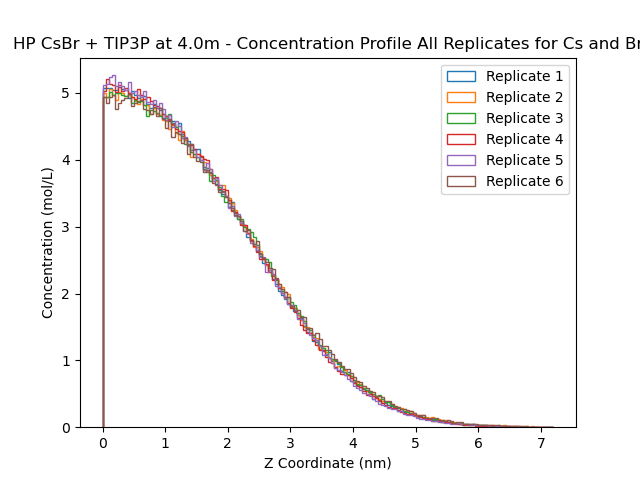 HP CsBr + TIP3P at 4.0m - Concentration Profile All Replicates for Cs and Br
Replicate 1
Replicate 2
Replicate 3
Replicate 4
Replicate 5
Replicate 6
Concentration (mol/L)
5
4
3
2
1
0
0 1 2 3 4 5 6 7
Z Coordinate (nm)